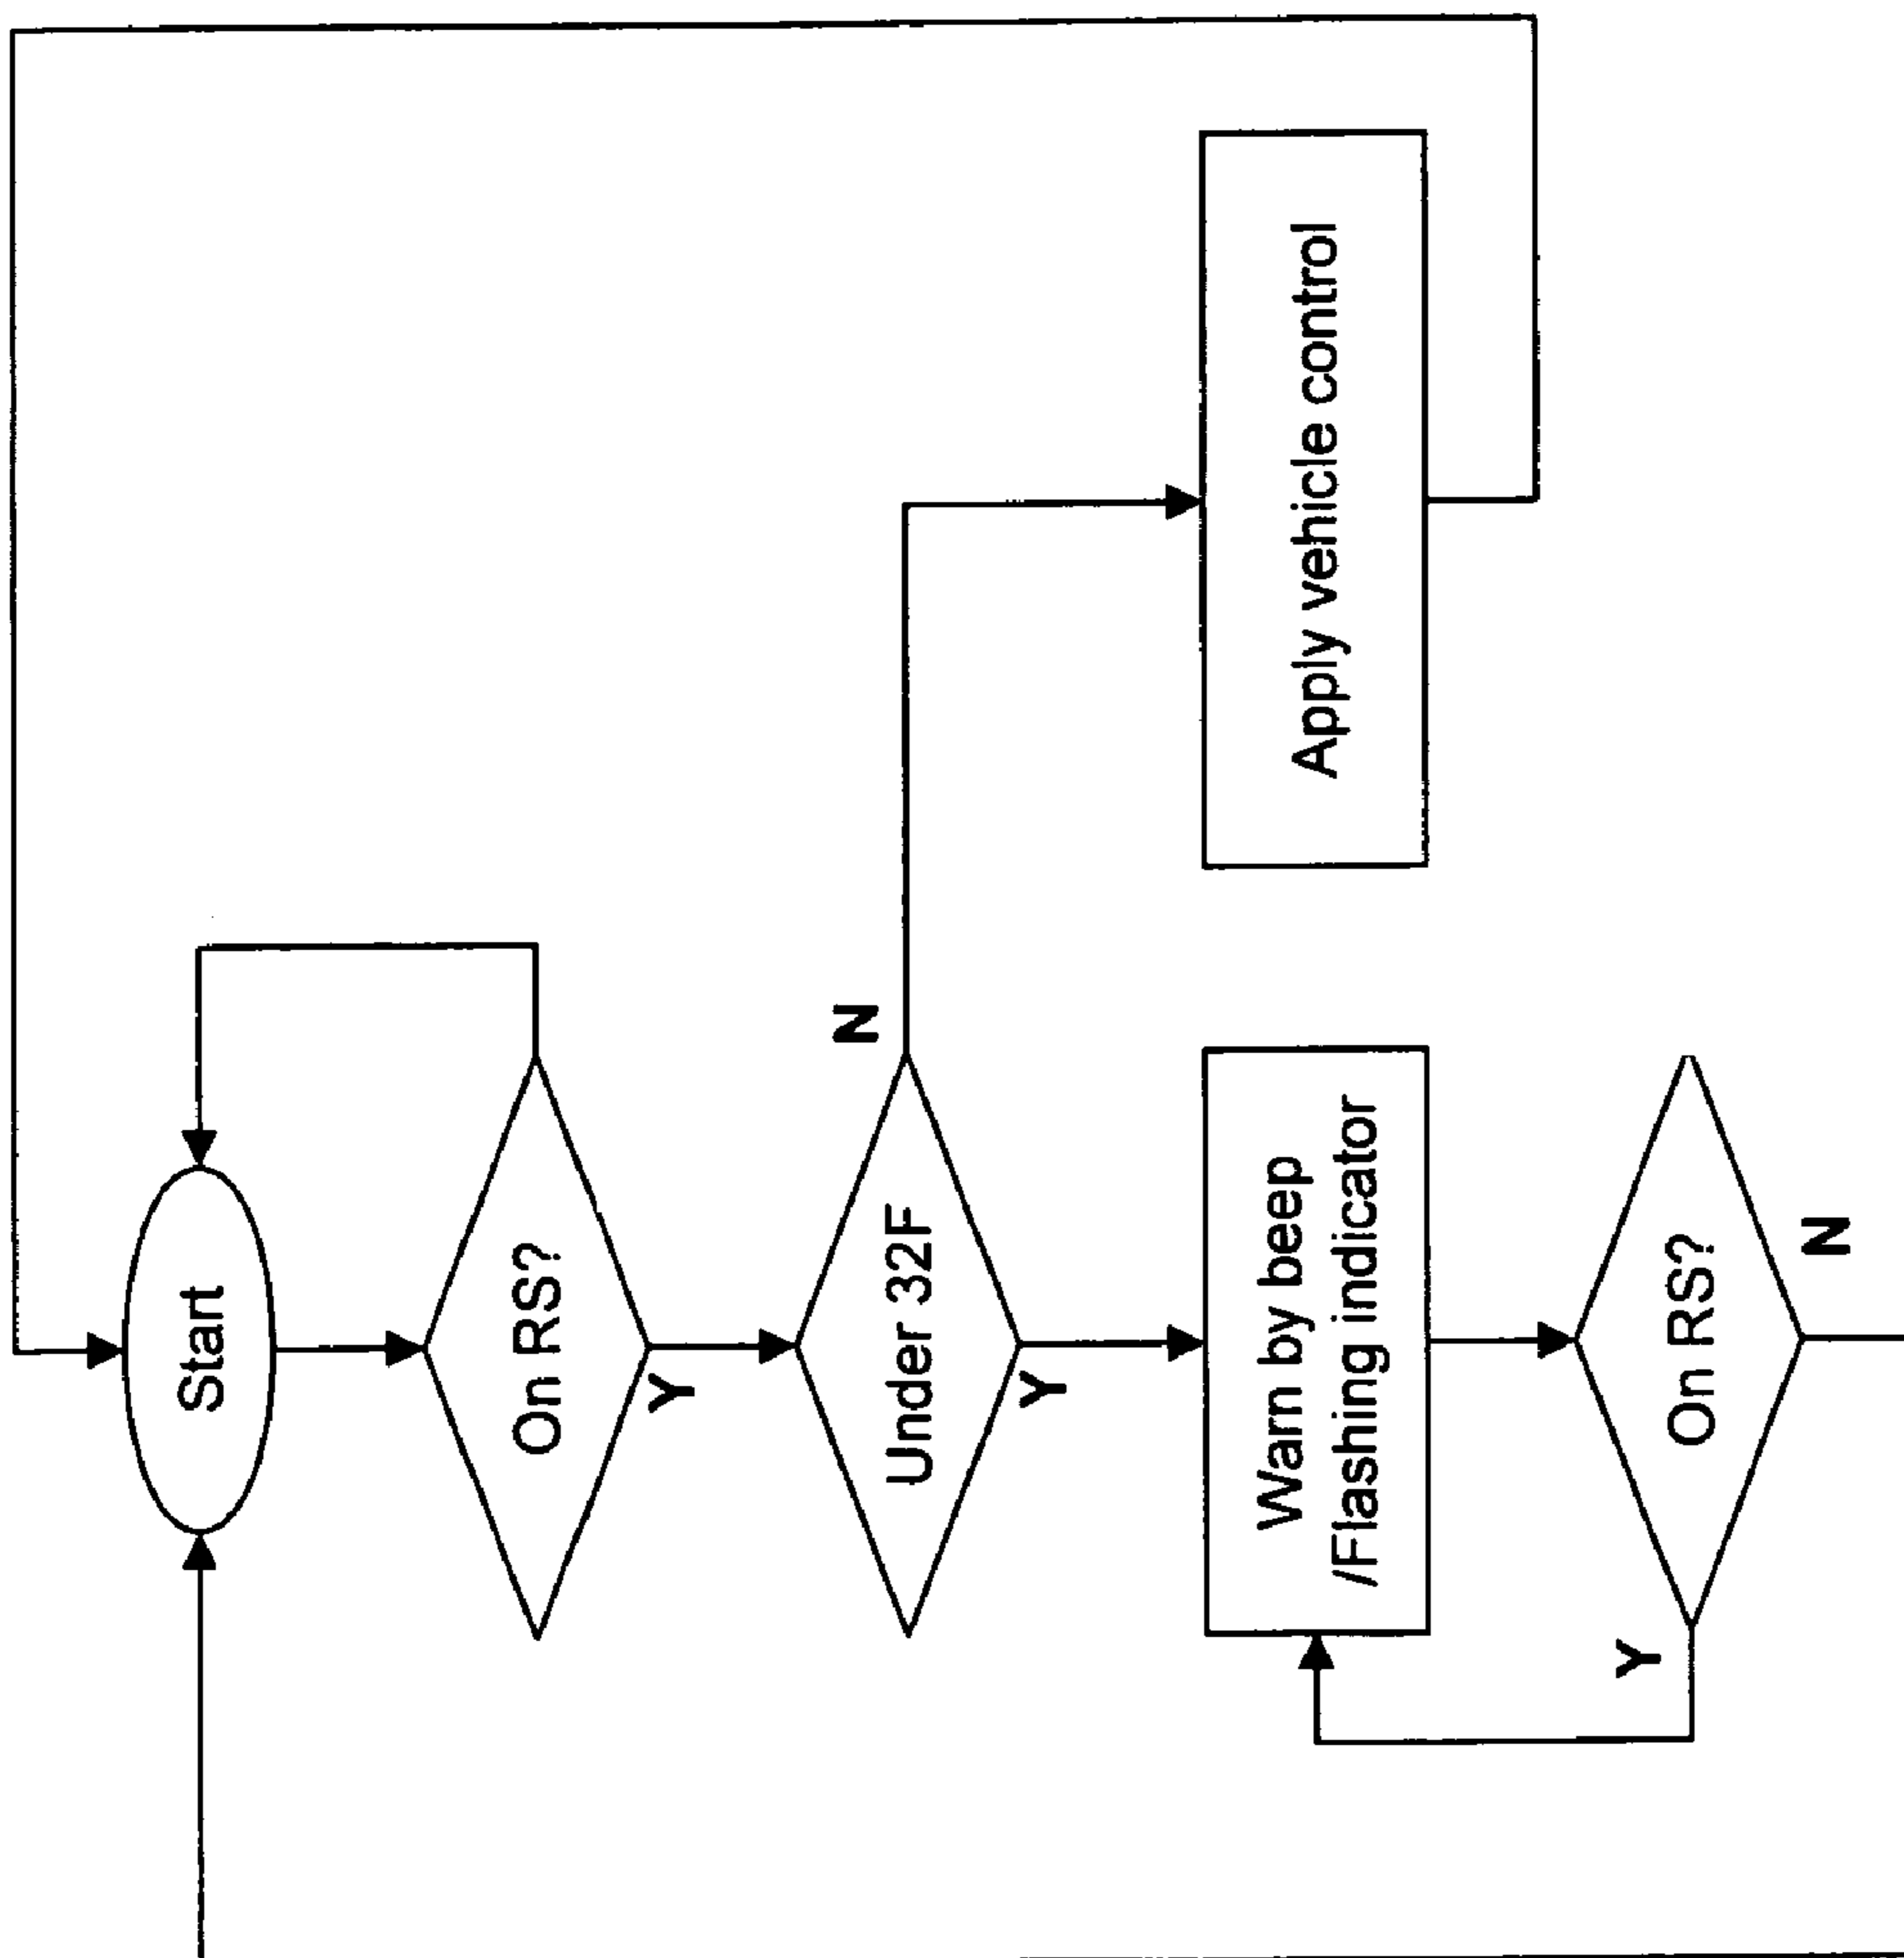 Start
On RS?
Y
Under 32F
N
Y
Warn by beep
/Flashing indicator
Apply vehicle control
On RS?
Y
N